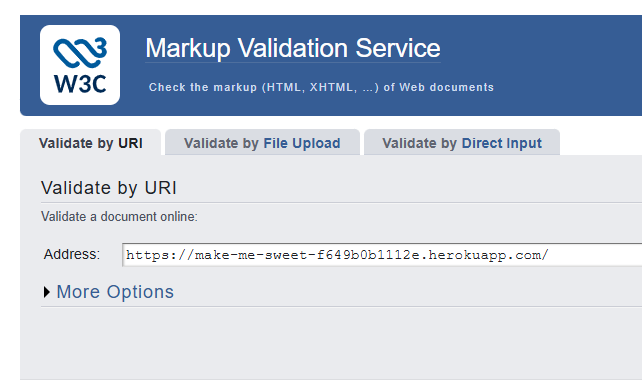 W3C
Markup Validation Service
Check the markup (HTML, XHTML, …) of Web documents
Validate by URI Validate by File Upload Validate by Direct Input
Validate by URI
Validate a document online:
Address: https://make-me-sweet-f649b0b1112e.herokuapp.com/
More Options